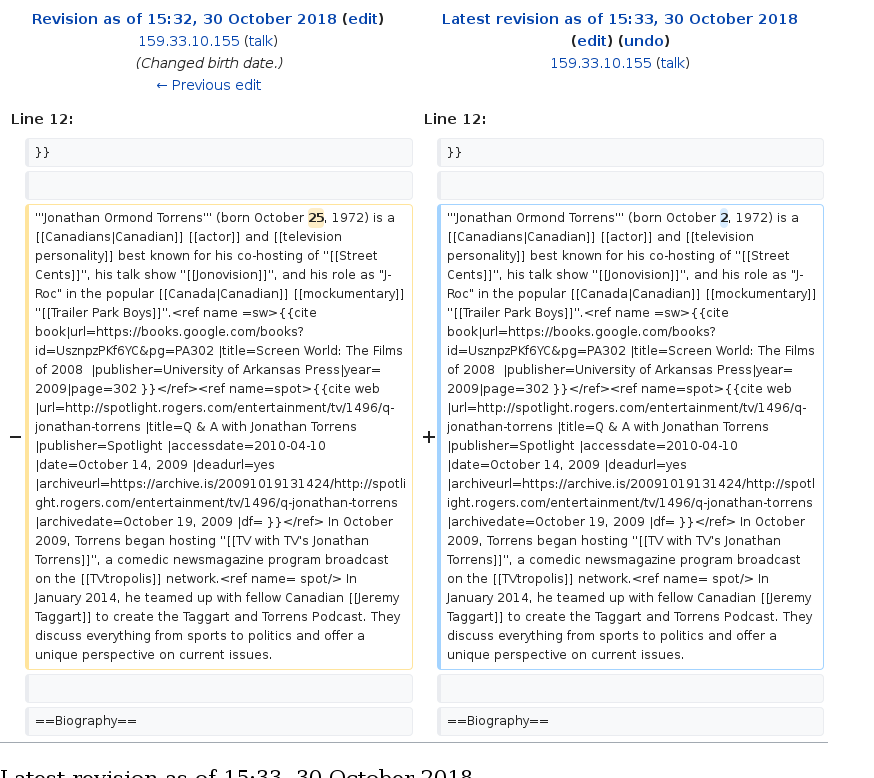 Revision as of 15:32, 30 October 2018 (edit)
159.33.10.155 (talk)
(Changed birth date.)
← Previous edit
Latest revision as of 15:33, 30 October 2018
(edit) (undo)
159.33.10.155 (talk)
Line 12:
Line 12:
}}
}}
−
'''Jonathan Ormond Torrens''' (born October 25, 1972) is a
[[Canadians|Canadian]] [[actor]] and [[television
personality]] best known for his co-hosting of ''[[Street
Cents]]'', his talk show ''[[Jonovision]]'', and his role as "J-
Roc" in the popular [[Canada|Canadian]] [[mockumentary]]
''[[Trailer Park Boys]]''.<ref name =sw>{{cite
book|url=https://books.google.com/books?
id=UsznpzPKf6YC&pg=PA302 |title=Screen World: The Films
of 2008  |publisher=University of Arkansas Press|year=
2009|page=302 }}</ref><ref name=spot>{{cite web
|url=http://spotlight.rogers.com/entertainment/tv/1496/q-
jonathan-torrens |title=Q & A with Jonathan Torrens
|publisher=Spotlight |accessdate=2010-04-10
|date=October 14, 2009 |deadurl=yes
|archiveurl=https://archive.is/20091019131424/http://spotli
ght.rogers.com/entertainment/tv/1496/q-jonathan-torrens
|archivedate=October 19, 2009 |df= }}</ref> In October
2009, Torrens began hosting ''[[TV with TV's Jonathan
Torrens]]'', a comedic newsmagazine program broadcast
on the [[TVtropolis]] network.<ref name= spot/> In
January 2014, he teamed up with fellow Canadian [[Jeremy
Taggart]] to create the Taggart and Torrens Podcast. They
discuss everything from sports to politics and offer a
unique perspective on current issues.
+
'''Jonathan Ormond Torrens''' (born October 2, 1972) is a
[[Canadians|Canadian]] [[actor]] and [[television
personality]] best known for his co-hosting of ''[[Street
Cents]]'', his talk show ''[[Jonovision]]'', and his role as "J-
Roc" in the popular [[Canada|Canadian]] [[mockumentary]]
''[[Trailer Park Boys]]''.<ref name =sw>{{cite
book|url=https://books.google.com/books?
id=UsznpzPKf6YC&pg=PA302 |title=Screen World: The Films
of 2008  |publisher=University of Arkansas Press|year=
2009|page=302 }}</ref><ref name=spot>{{cite web
|url=http://spotlight.rogers.com/entertainment/tv/1496/q-
jonathan-torrens |title=Q & A with Jonathan Torrens
|publisher=Spotlight |accessdate=2010-04-10
|date=October 14, 2009 |deadurl=yes
|archiveurl=https://archive.is/20091019131424/http://spotl
ight.rogers.com/entertainment/tv/1496/q-jonathan-torrens
|archivedate=October 19, 2009 |df= }}</ref> In October
2009, Torrens began hosting ''[[TV with TV's Jonathan
Torrens]]'', a comedic newsmagazine program broadcast
on the [[TVtropolis]] network.<ref name= spot/> In
January 2014, he teamed up with fellow Canadian [[Jeremy
Taggart]] to create the Taggart and Torrens Podcast. They
discuss everything from sports to politics and offer a
unique perspective on current issues.
==Biography==
==Biography==
Latest revision as of 15:33, 30 October 2018